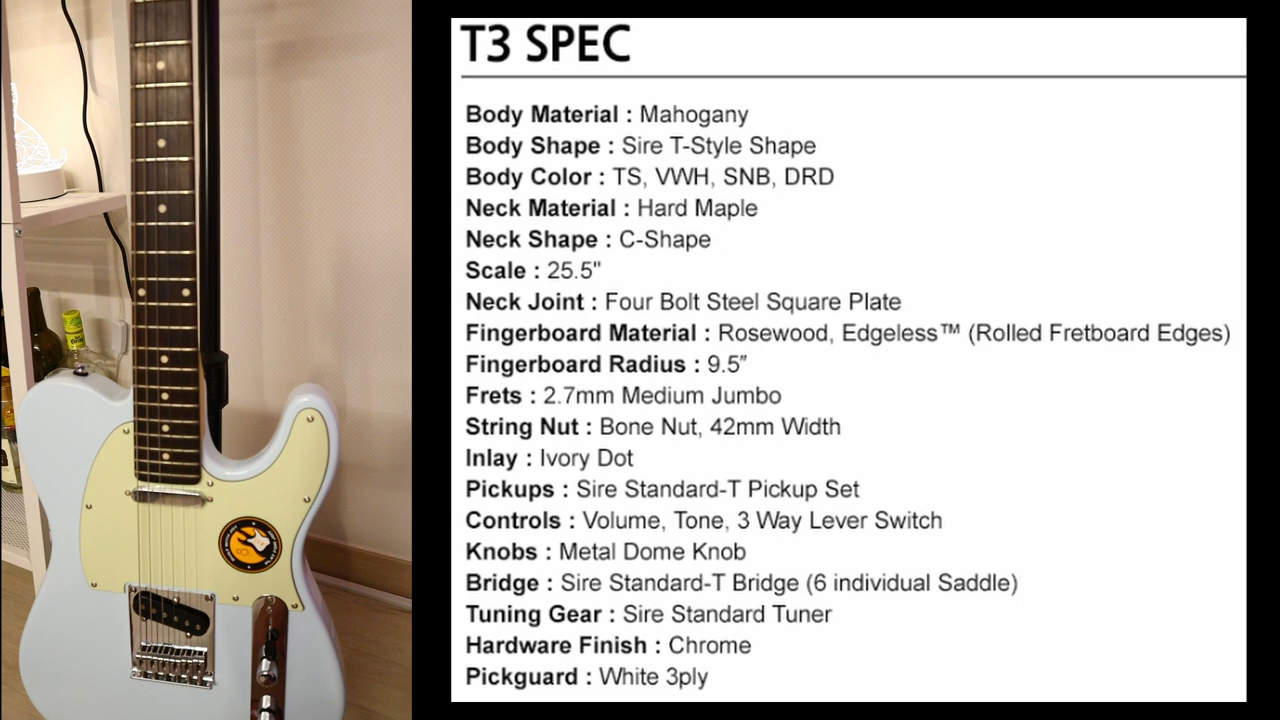 T3 SPEC
Body Material : Mahogany
Body Shape : Sire T-Style Shape
Body Color : TS, VWH, SNB, DRD
Neck Material : Hard Maple
Neck Shape : C-Shape
Scale : 25.5"
Neck Joint : Four Bolt Steel Square Plate
Fingerboard Material : Rosewood, Edgeless™ (Rolled Fretboard Edges)
Fingerboard Radius : 9.5”
Frets : 2.7mm Medium Jumbo
String Nut : Bone Nut, 42mm Width
Inlay : Ivory Dot
Pickups : Sire Standard-T Pickup Set
Controls : Volume, Tone, 3 Way Lever Switch
Knobs : Metal Dome Knob
Bridge : Sire Standard-T Bridge (6 individual Saddle)
Tuning Gear : Sire Standard Tuner
Hardware Finish : Chrome
Pickguard : White 3ply